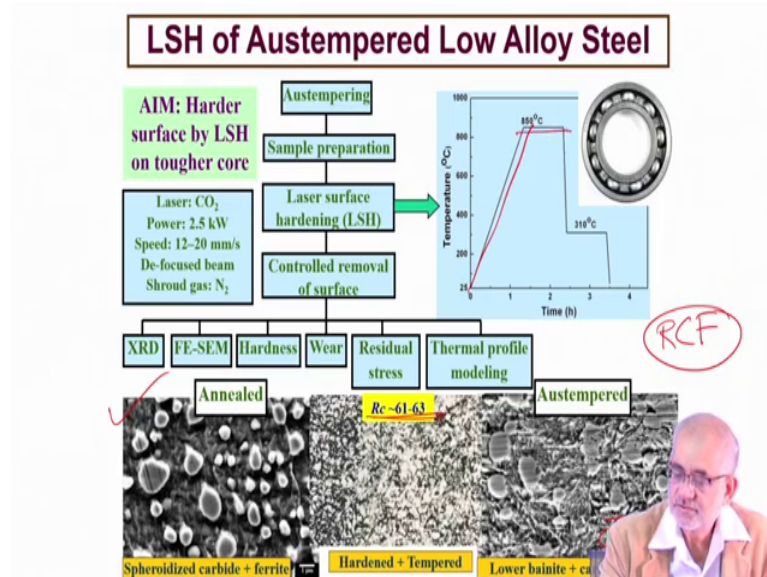 LSH of Austempered Low Alloy Steel
AIM: Harder
surface by LSH
on tougher core
Laser: CO₂
Power: 2.5 kW
Speed: 12–20 mm/s
De-focused beam
Shroud gas: N₂
Austempering
Sample preparation
Laser surface
hardening (LSH)
Controlled removal
of surface
1000
800
600
400
200
25
Temperature (°C)
850°C
310°C
0
1
2
3
4
Time (h)
RCF
XRD
FE-SEM
Hardness
Wear
Residual
stress
Thermal profile
modeling
Annealed
Rc ~61-63
Austempered
Spheroidized carbide + ferrite
Hardened + Tempered
Lower bainite +